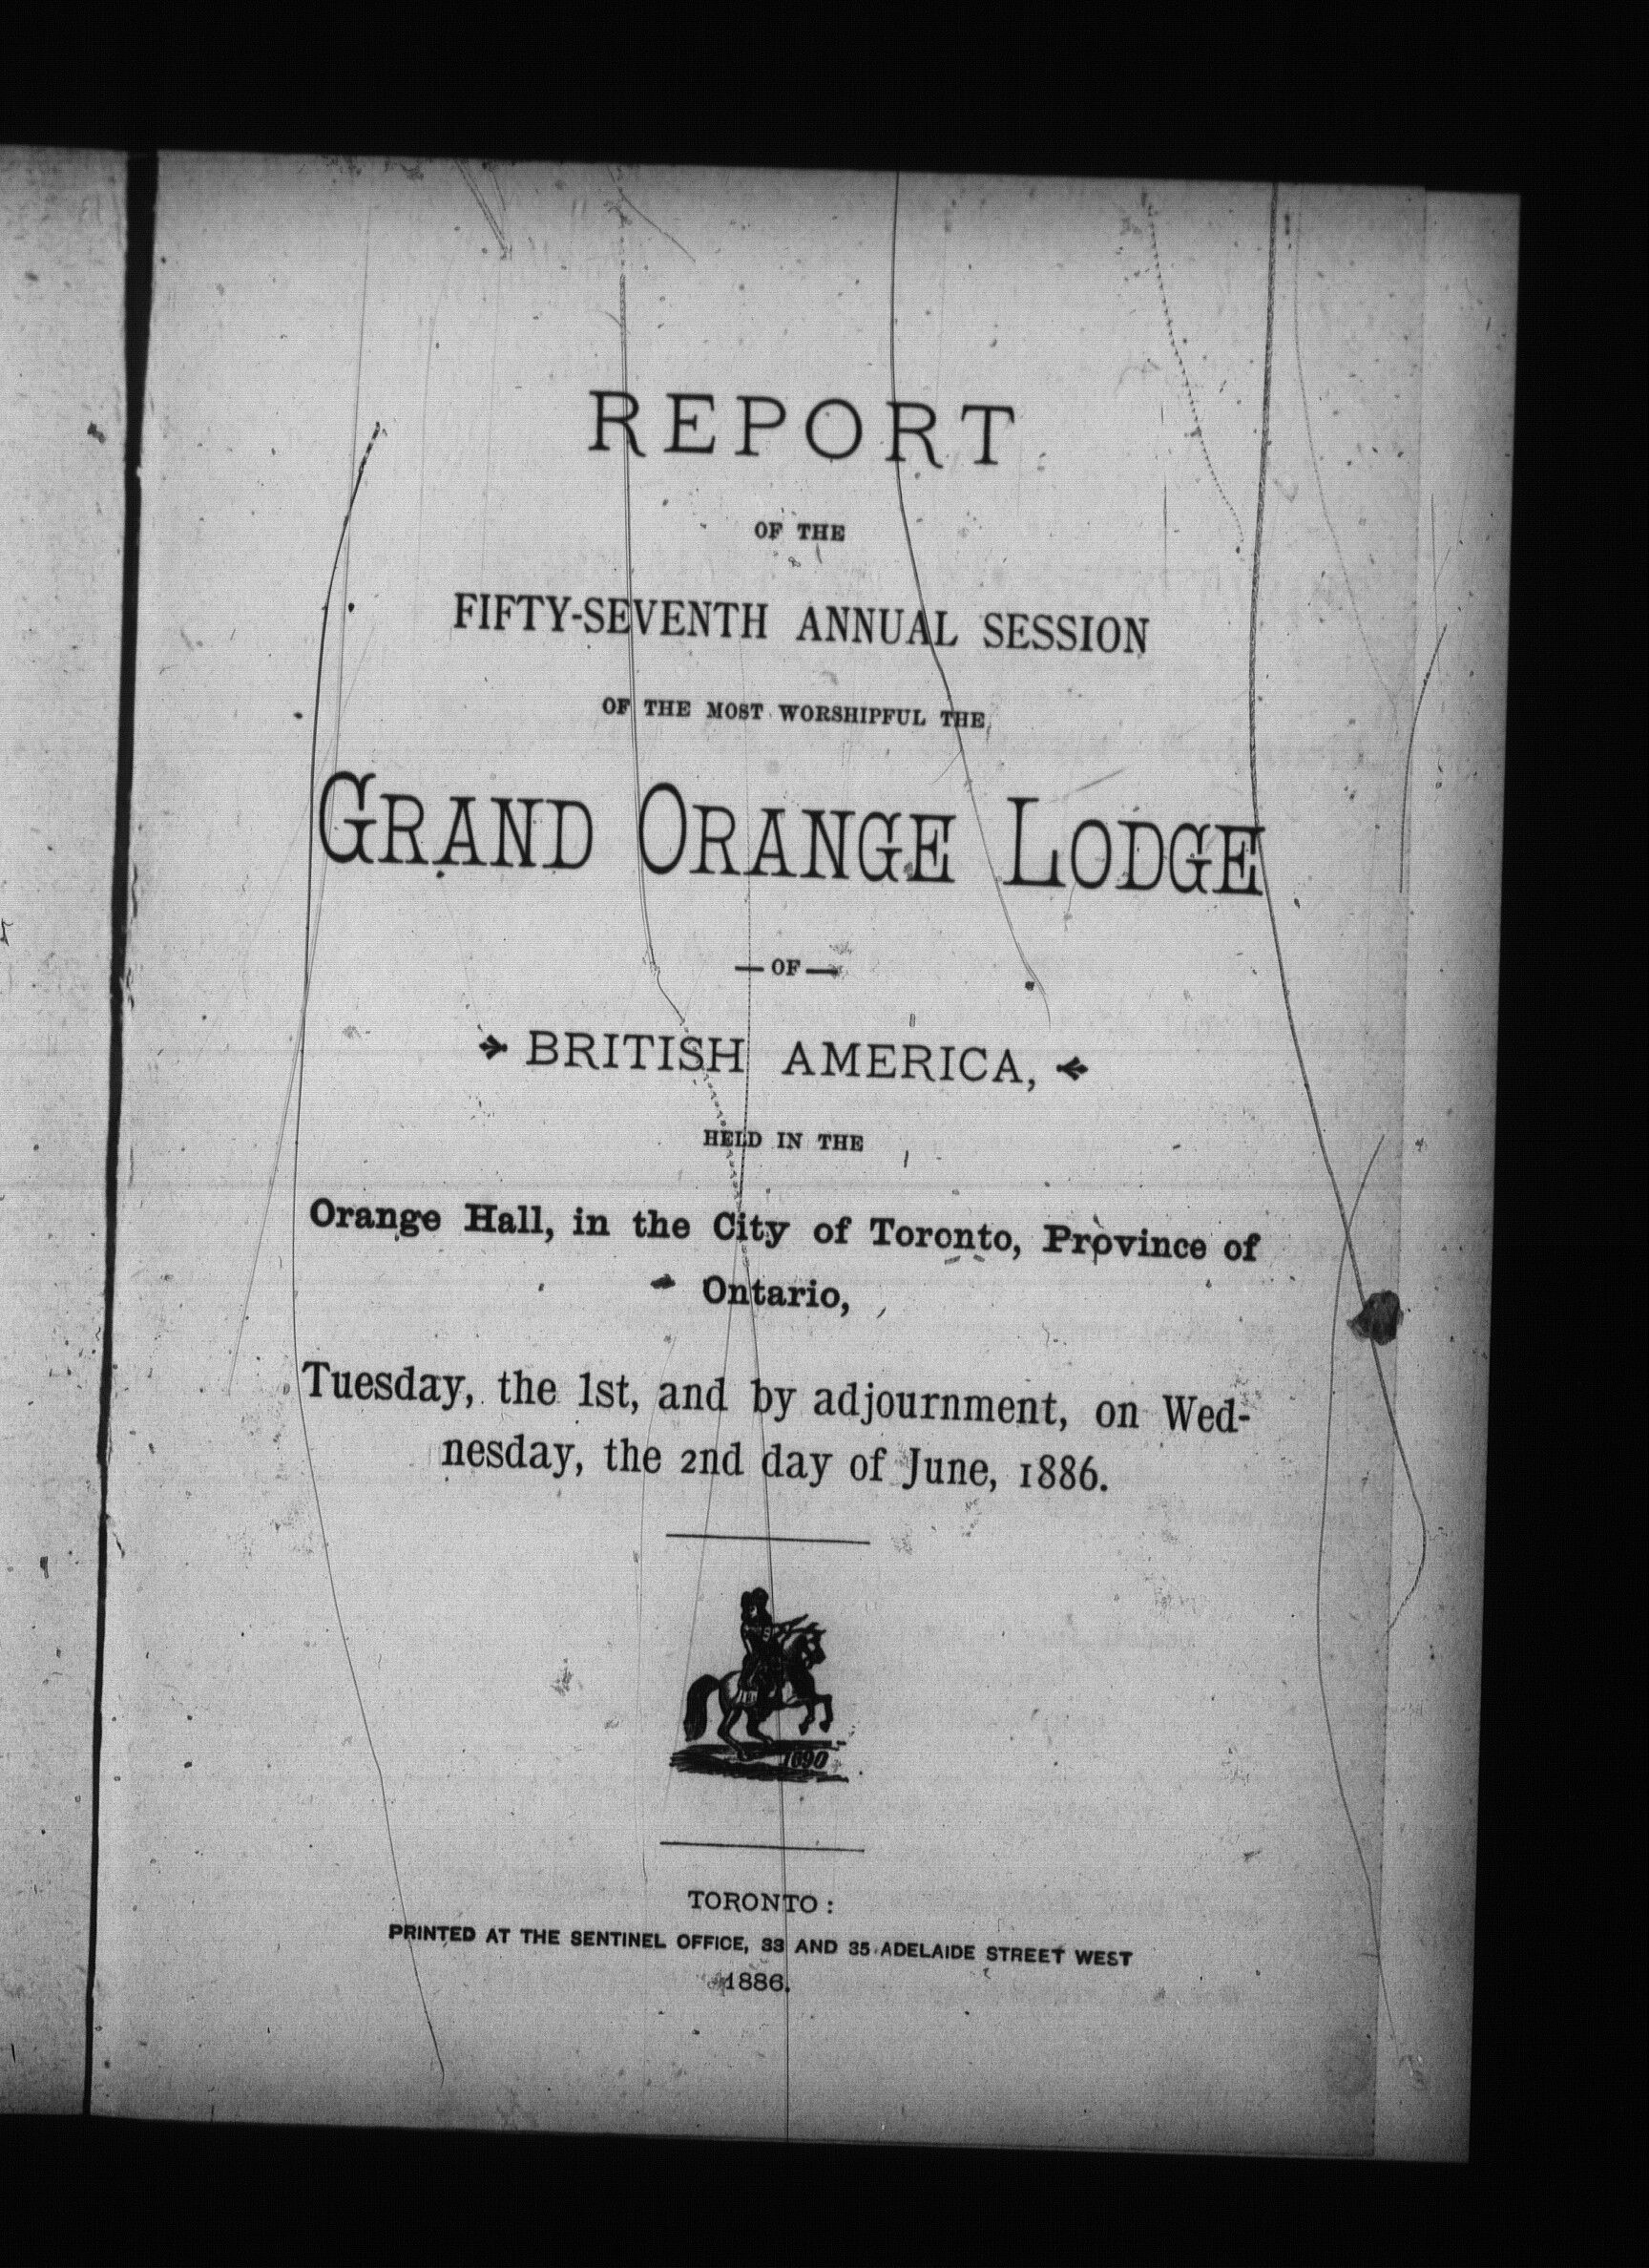 REPORT
OF THE
FIFTY-SEVENTH ANNUAL SESSION
OF THE MOST WORSHIPFUL THE
GRAND ORANGE LODGE
— OF —
BRITISH AMERICA,
HELD IN THE
Orange Hall, in the City of Toronto, Province of
Ontario,
Tuesday, the 1st, and by adjournment, on Wed-
nesday, the 2nd day of June, 1886.
1690
TORONTO:
PRINTED AT THE SENTINEL OFFICE, 33 AND 35 ADELAIDE STREET WEST
1886.